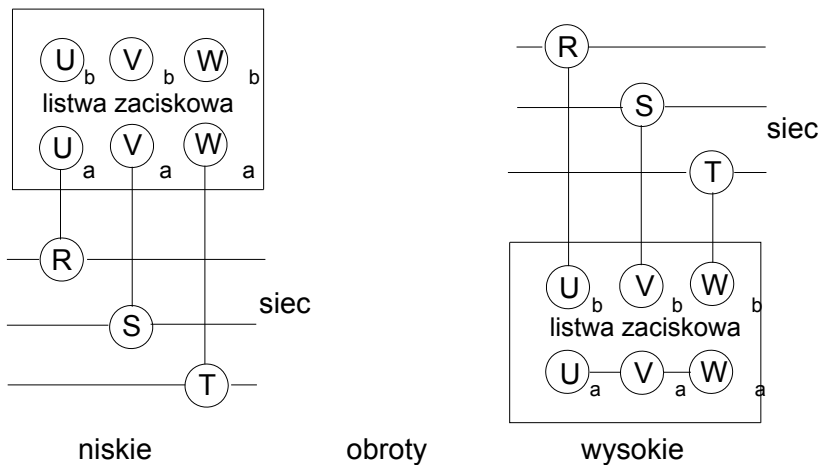 U b V b W b
listwa zaciskowa
U a V a W a
R
siec
S
T
R
S
siec
T
U b V b W b
listwa zaciskowa
U a V a W a
niskie obroty wysokie